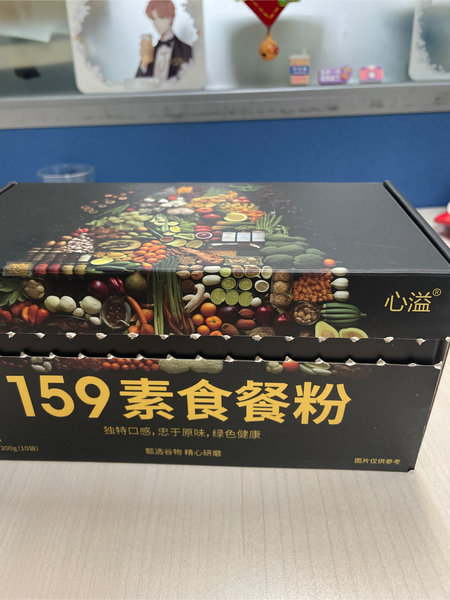 心溢®
159素食餐粉
独特口感,忠于原味,绿色健康
甄选谷物 精心研磨
200g(10袋)
图片仅供参考